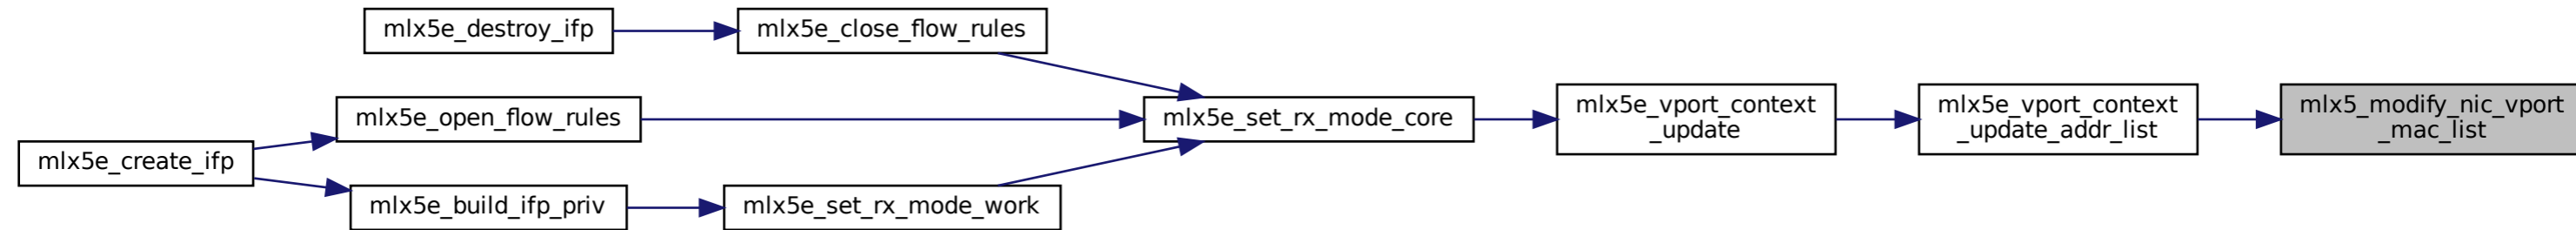 mlx5e_destroy_ifp
mlx5e_close_flow_rules
mlx5e_create_ifp
mlx5e_open_flow_rules
mlx5e_build_ifp_priv
mlx5e_set_rx_mode_work
mlx5e_set_rx_mode_core
mlx5e_vport_context
_update
mlx5e_vport_context
_update_addr_list
mlx5_modify_nic_vport
_mac_list